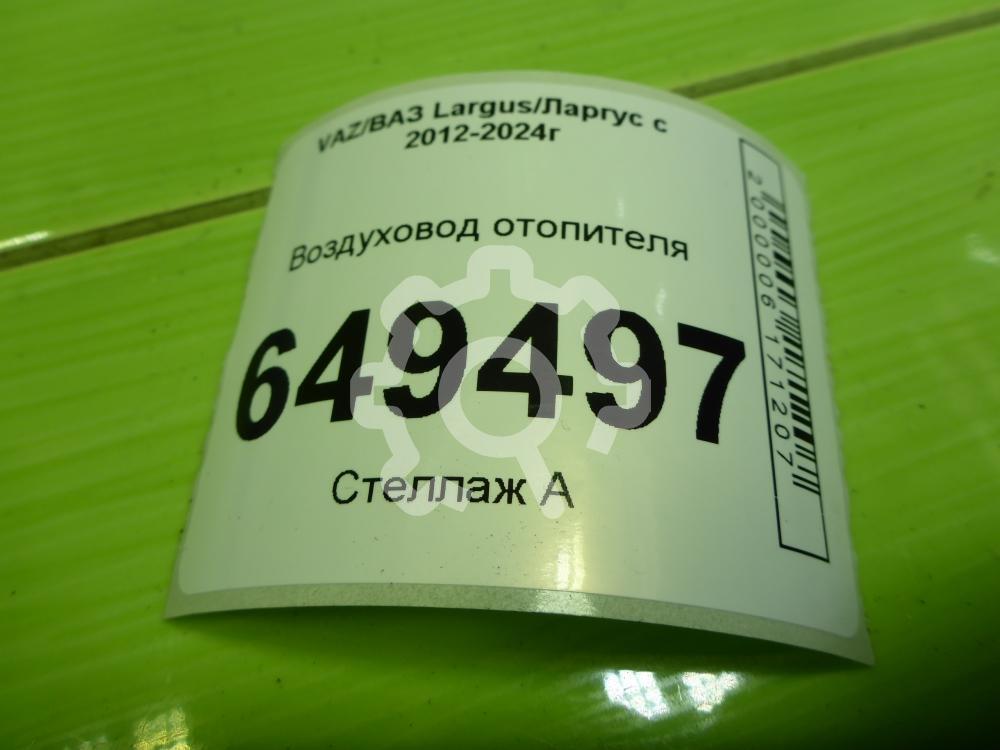 VAZ/ВАЗ Largus/Ларгус с
2012-2024г
Воздуховод отопителя
649497
Стеллаж А
2000006171207